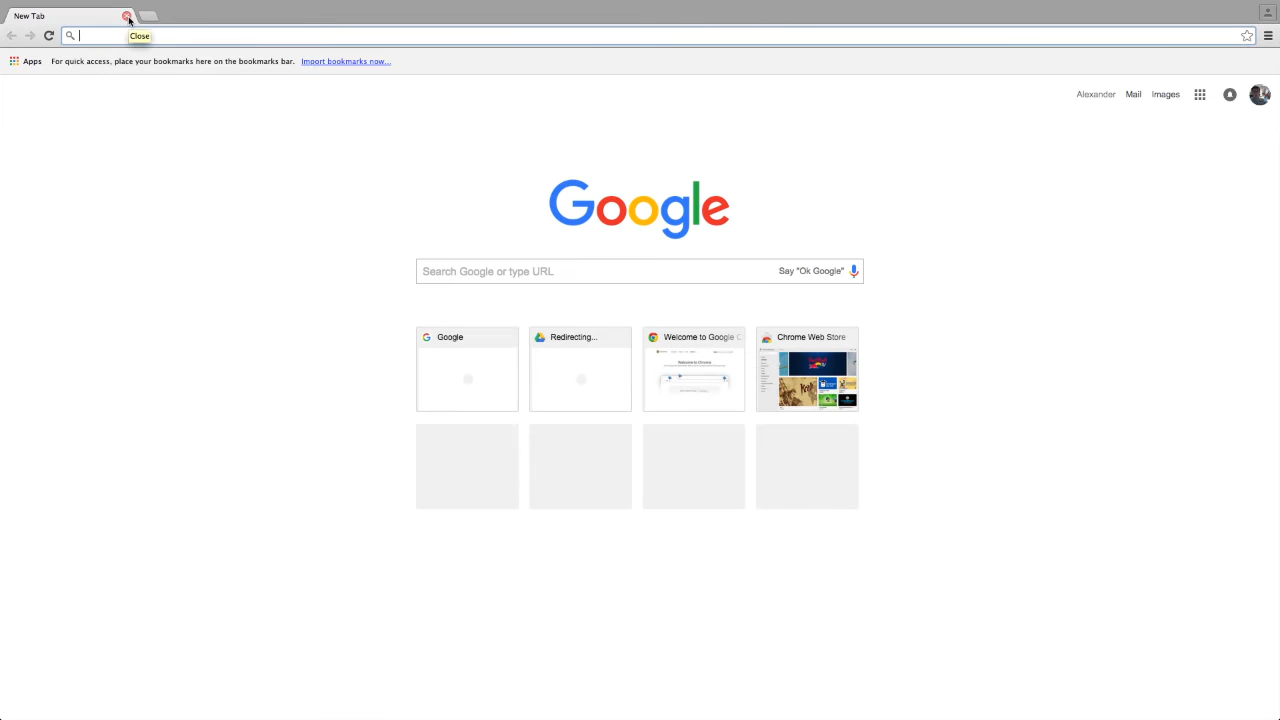 New Tab
Close
Apps For quick access, place your bookmarks here on the bookmarks bar. Import bookmarks now...
Alexander Mail Images
Google
Search Google or type URL Say "Ok Google"
Google Redirecting... Welcome to Google C Chrome Web Store